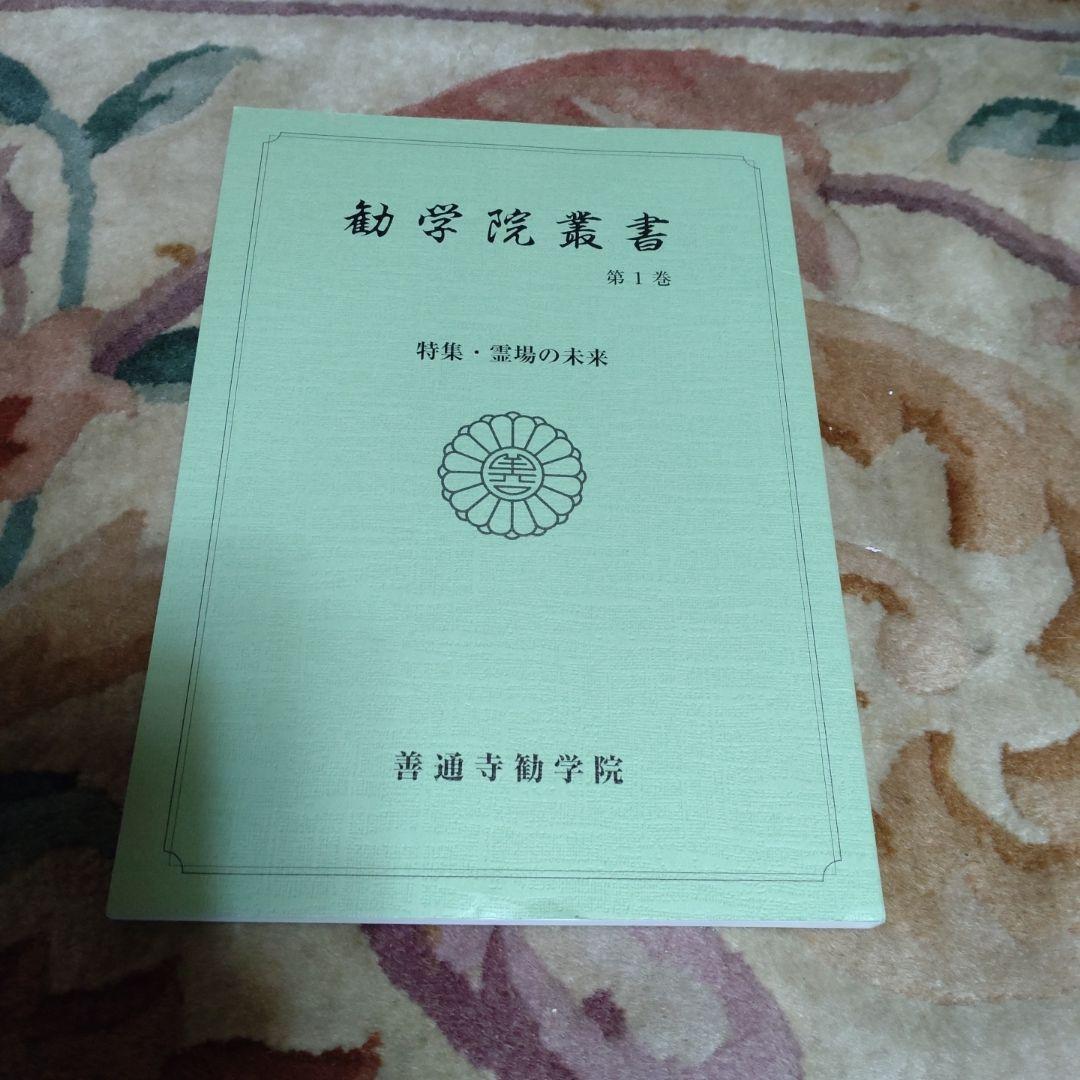 勧学院叢書
第1巻
特集・霊場の未来
善
善通寺勧学院